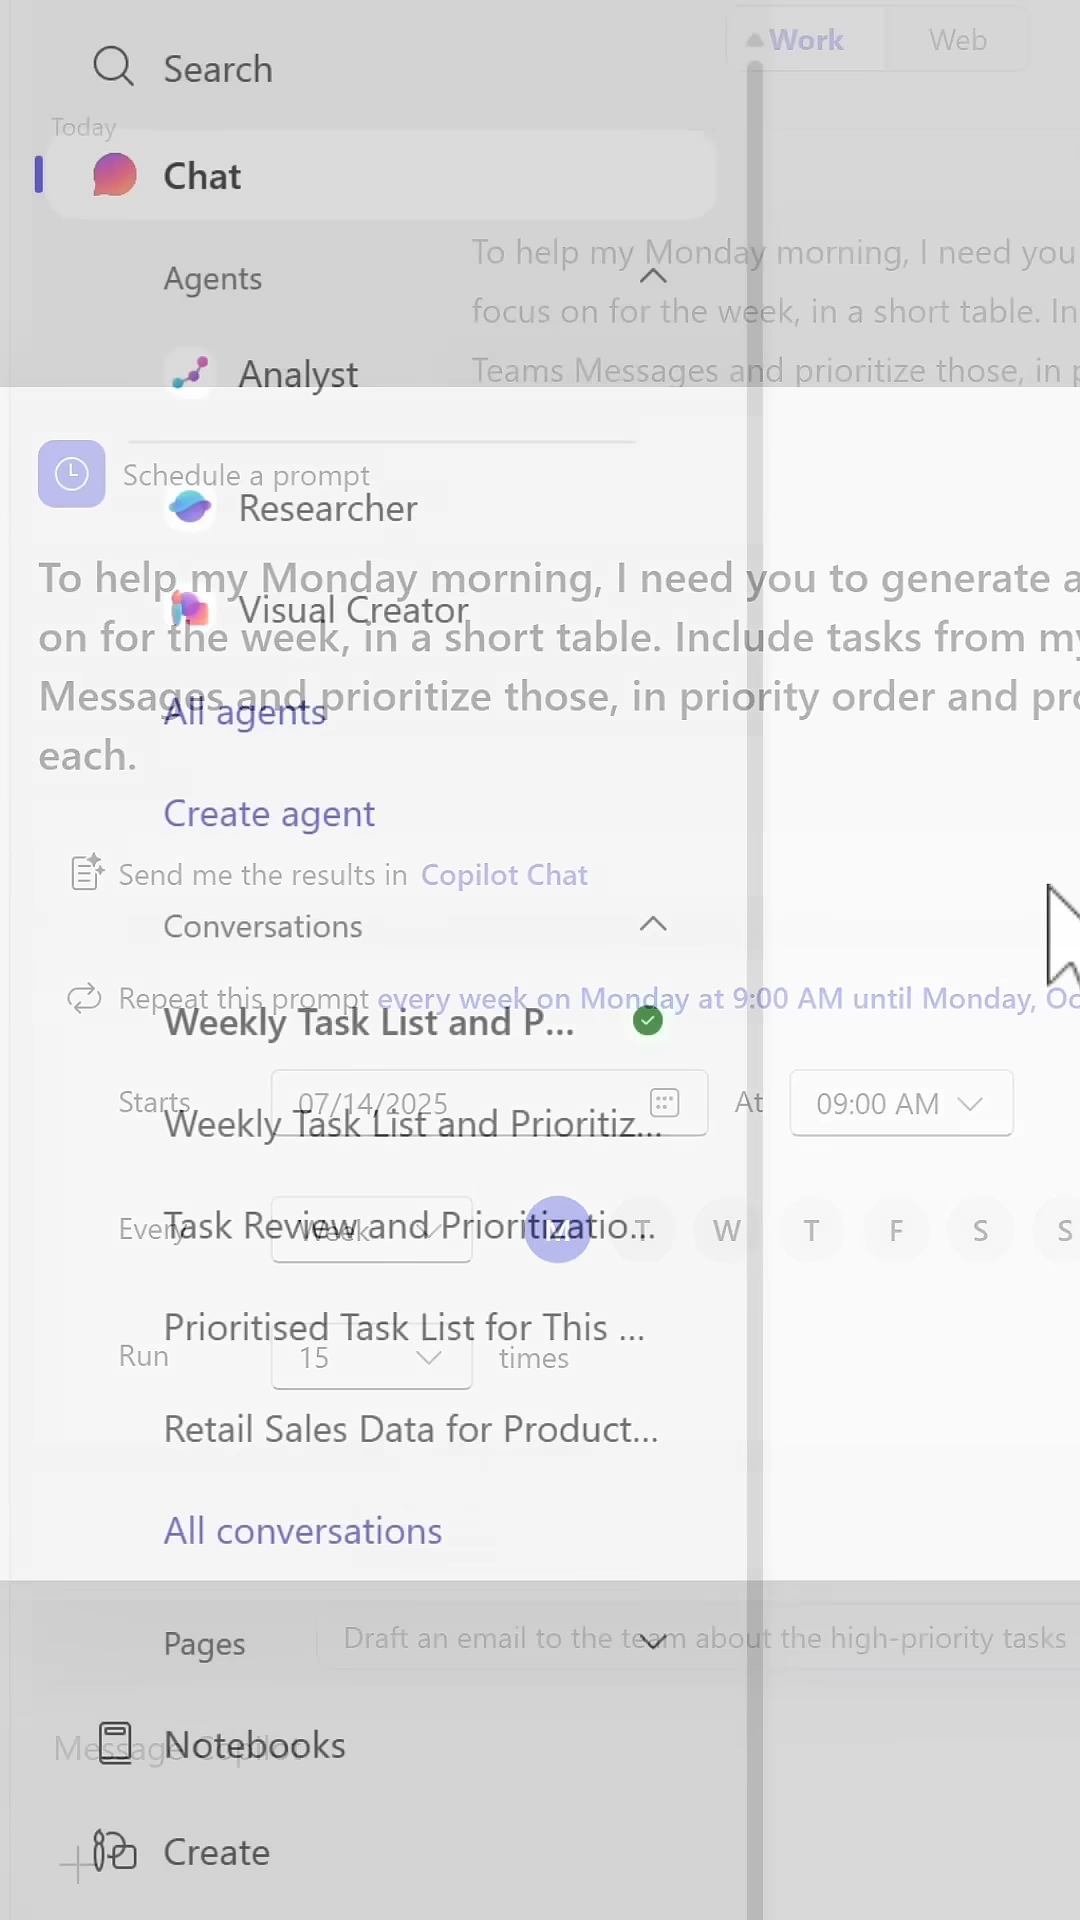 Work
Web
Search
Today
Chat
To help my Monday morning, I need you
Agents
focus on for the week, in a short table. In
Teams Messages and prioritize those, in p
Analyst
Schedule a prompt
Researcher
To help my Monday morning, I need you to generate a
Visual Creator
on for the week, in a short table. Include tasks from my
Messages and prioritize those, in priority order and pro
All agents
each.
Create agent
Send me the results in Copilot Chat
Conversations
Repeat this prompt every week on Monday at 9:00 AM until Monday, Oc
Weekly Task List and P...
Starts 07/14/2025 At 09:00 AM
Weekly Task List and Prioritiz...
Every Week M T W T F S S
Task Review and Prioritizatio...
Prioritised Task List for This ...
Run 15 times
Retail Sales Data for Product...
All conversations
Pages
Draft an email to the team about the high-priority tasks
Message Copilot
Notebooks
Create